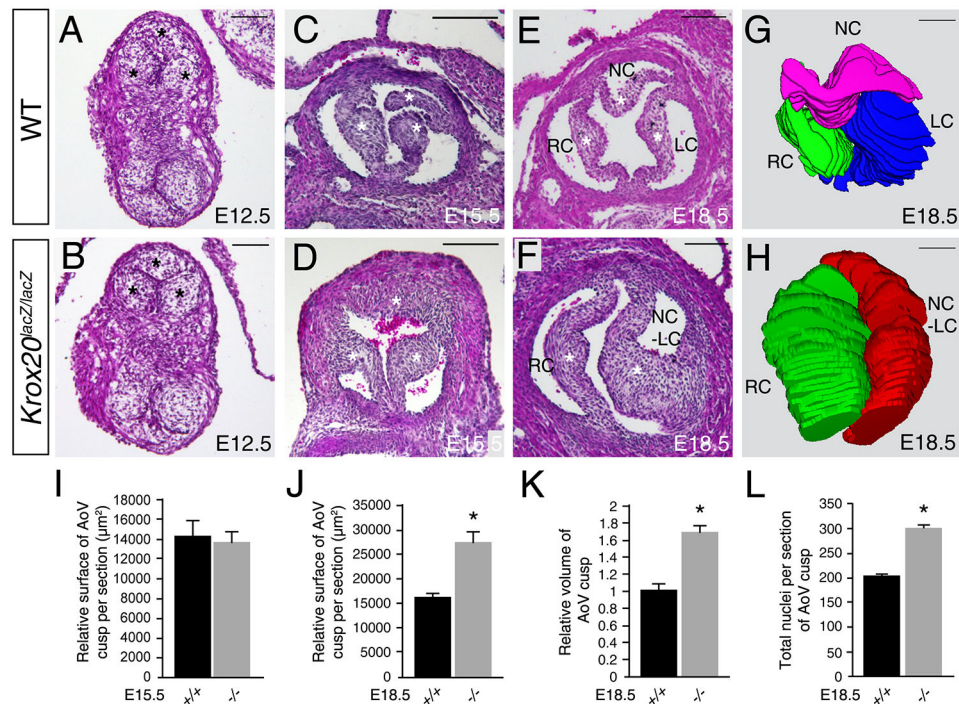 WT
A
*
*
*
E12.5
C
*
*
*
E15.5
E
NC
*
RC
*
*
LC
E18.5
G
NC
LC
RC
E18.5
Krox20lacZ/lacZ
B
*
*
*
E12.5
D
*
*
*
E15.5
F
NC
-LC
RC
*
*
E18.5
H
NC
-LC
RC
E18.5
I
Relative surface of AoV
cusp per section (µm²)
18000
16000
14000
12000
10000
8000
6000
4000
2000
0
E15.5
+/+
-/-
J
Relative surface of AoV
cusp per section (µm²)
35000
30000
25000
20000
15000
10000
5000
0
*
E18.5
+/+
-/-
K
Relative volume of
AoV cusp
2
1.8
1.6
1.4
1.2
1
0.8
0.6
0.4
0.2
0
*
E18.5
+/+
-/-
L
Total nuclei per section
of AoV cusp
350
300
250
200
150
100
50
0
*
E18.5
+/+
-/-